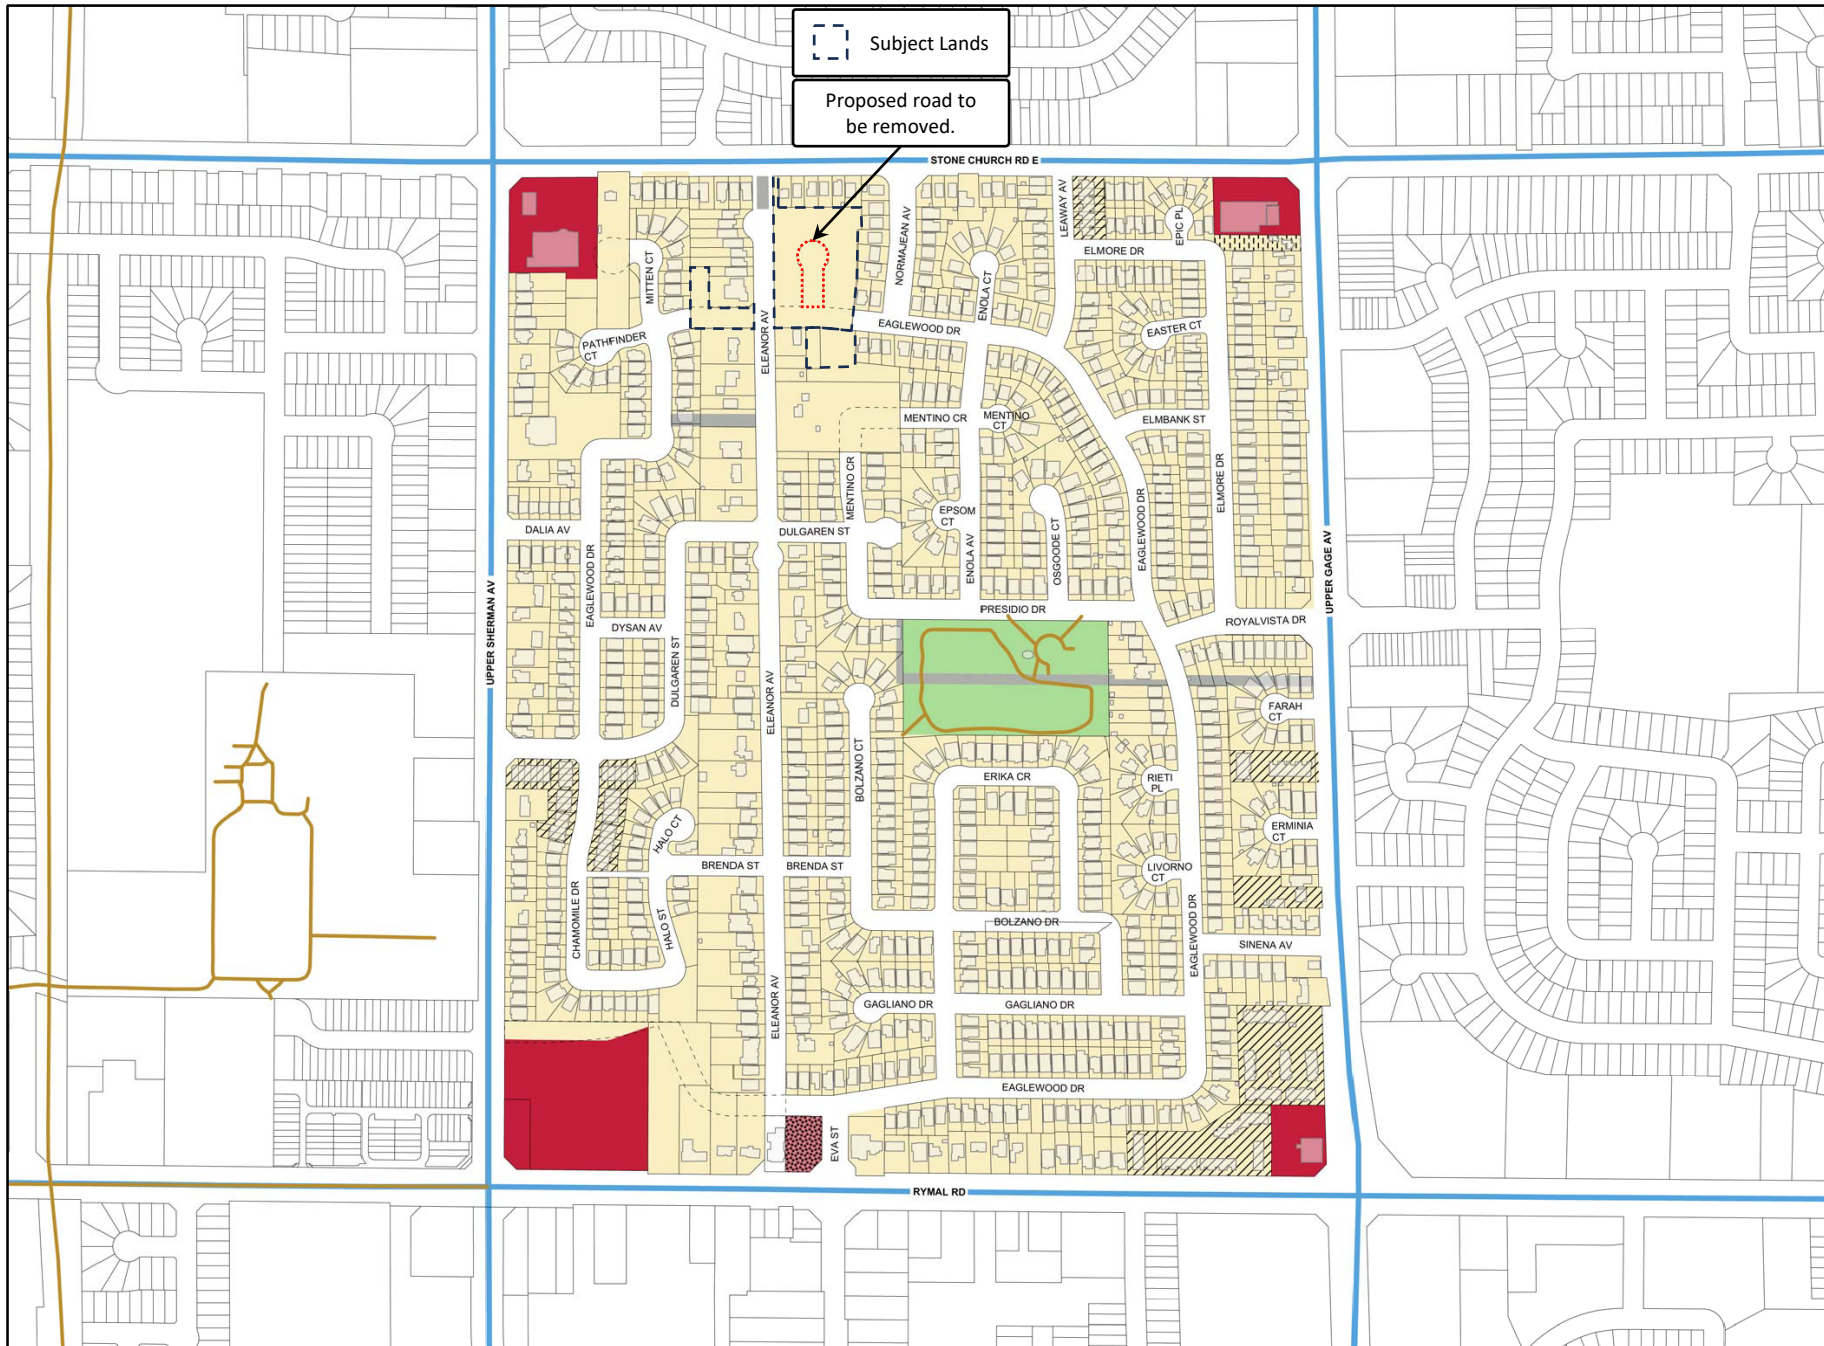 Subject Lands
Proposed road to
be removed.
STONE CHURCH RD E
LEAWAY AV
EPIC PL
NORMAJEAN AV
ELMORE DR
MITTEN CT
ENOLA CT
ELEANOR AV
EAGLEWOOD DR
EASTER CT
PATHFINDER
CT
MENTINO CR
MENTINO
CT
ELMBANK ST
MENTINO CR
ELMORE DR
EAGLEWOOD DR
DALIA AV
EPSOM
CT
DULGAREN ST
OSGOODE CT
ENOLA AV
EAGLEWOOD DR
UPPER SHERMAN AV
UPPER GAGE AV
PRESIDIO DR
ROYALVISTA DR
DYSAN AV
DULGAREN ST
ELEANOR AV
FARAH
CT
BOLZANO CT
ERIKA CR
RIETI
PL
HALO CT
ERMINIA
CT
BRENDA ST
BRENDA ST
LIVORNO
CT
CHAMOMILE DR
HALO ST
BOLZANO DR
EAGLEWOOD DR
SINENA AV
ELEANOR AV
GAGLIANO DR
GAGLIANO DR
EAGLEWOOD DR
EVA ST
RYMAL RD